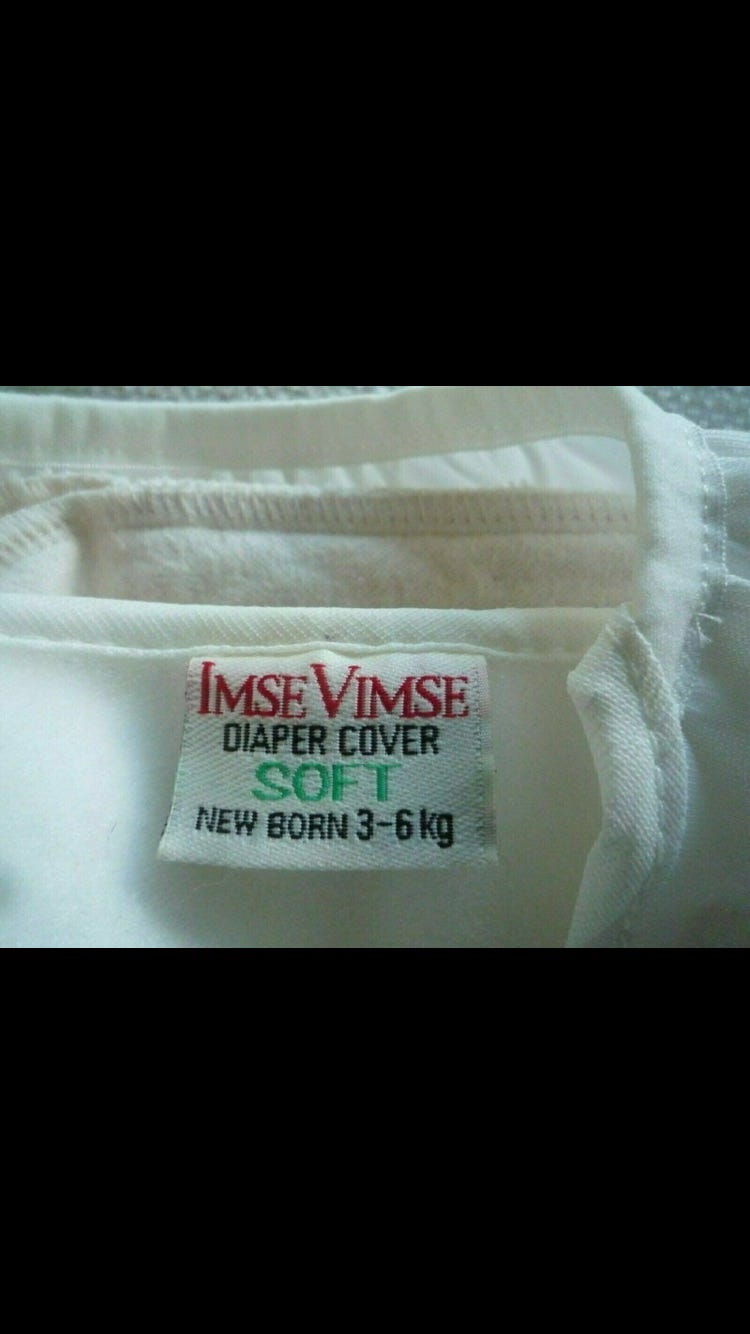 IMSE VIMSE
DIAPER COVER
SOFT
NEW BORN 3-6 kg